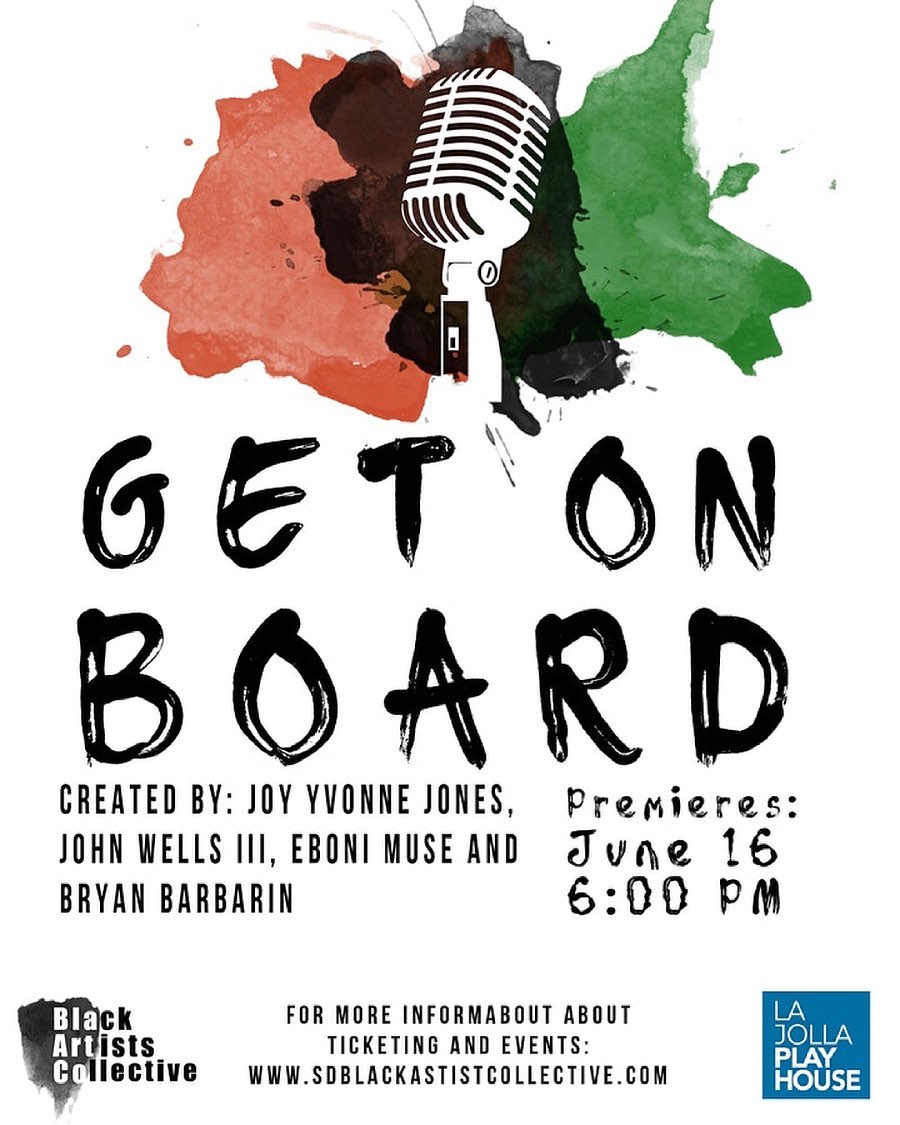 GET ON
BOARD
CREATED BY: JOY YVONNE JONES,
JOHN WELLS III, EBONI MUSE AND
BRYAN BARBARIN
Premieres:
June 16
6:00 PM
Black
Artists
Collective
FOR MORE INFORMABOUT ABOUT
TICKETING AND EVENTS:
WWW.SDBLACKASTISTCOLLECTIVE.COM
LA
JOLLA
PLAY
HOUSE